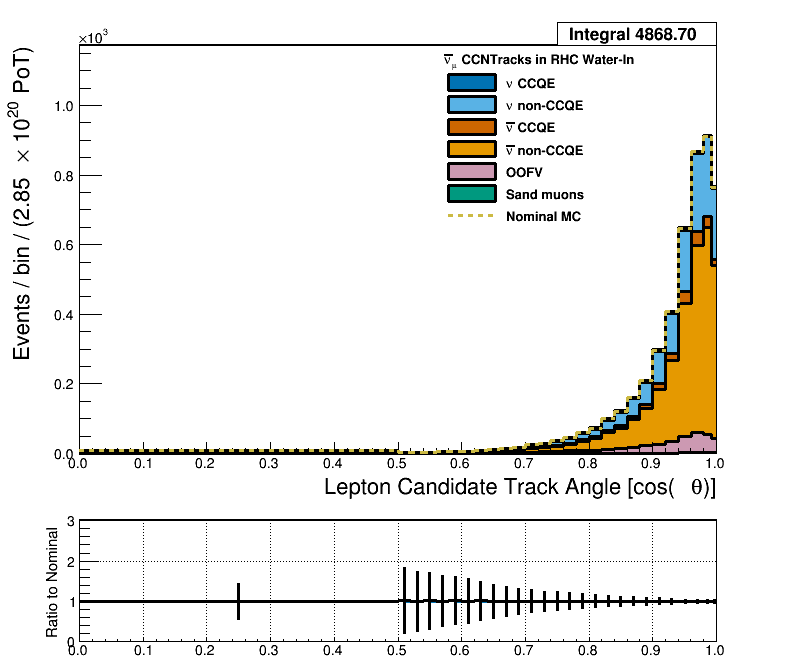 Integral 4868.70
×10³
ν̅μ CCNTracks in RHC Water-In
ν CCQE
ν non-CCQE
ν̅ CCQE
ν̅ non-CCQE
OOFV
Sand muons
Nominal MC
Events / bin / (2.85 × 10²⁰ PoT)
1.0
0.8
0.6
0.4
0.2
0.0
0.0 0.1 0.2 0.3 0.4 0.5 0.6 0.7 0.8 0.9 1.0
Lepton Candidate Track Angle [cos( θ)]
Ratio to Nominal
3
2
1
0
0.0 0.1 0.2 0.3 0.4 0.5 0.6 0.7 0.8 0.9 1.0